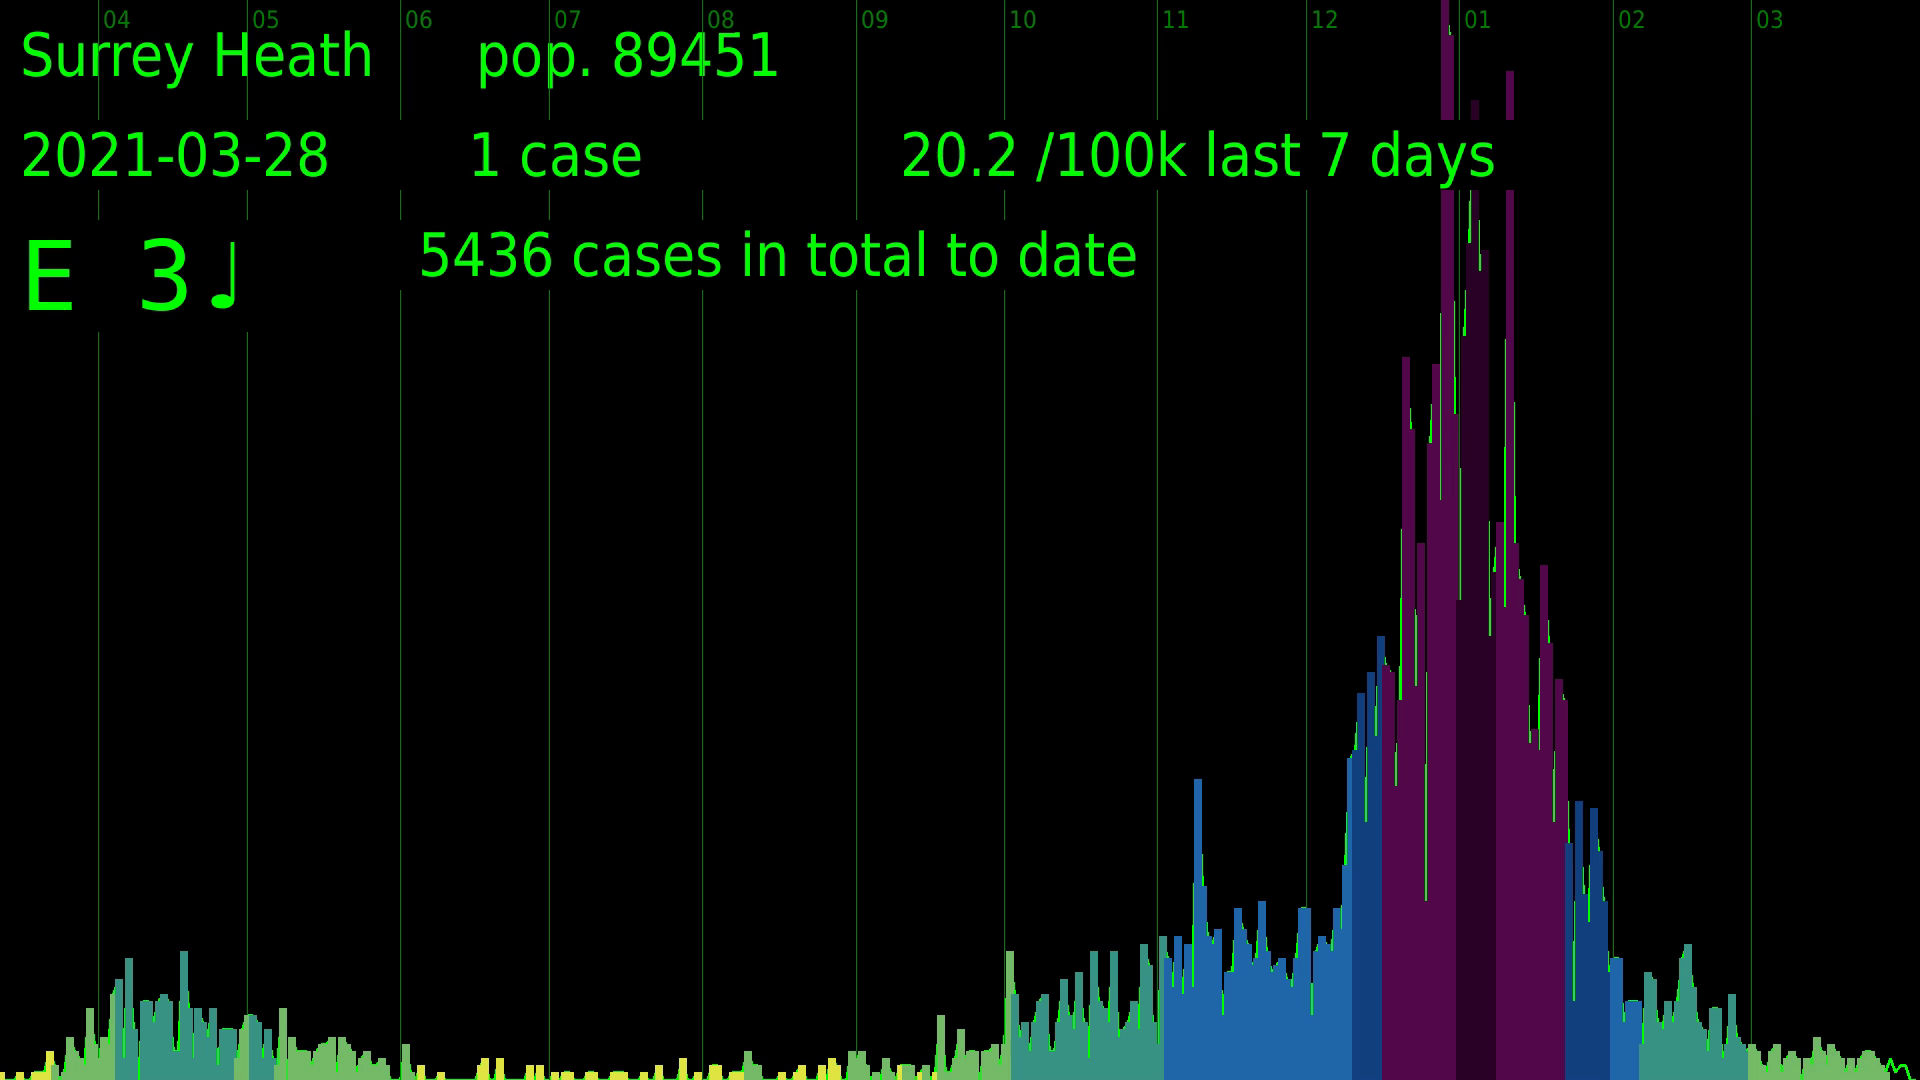 04 05 06 07 08 09 10 11 12 01 02 03
Surrey Heath pop. 89451
2021-03-28 1 case 20.2 /100k last 7 days
E 3♩ 5436 cases in total to date